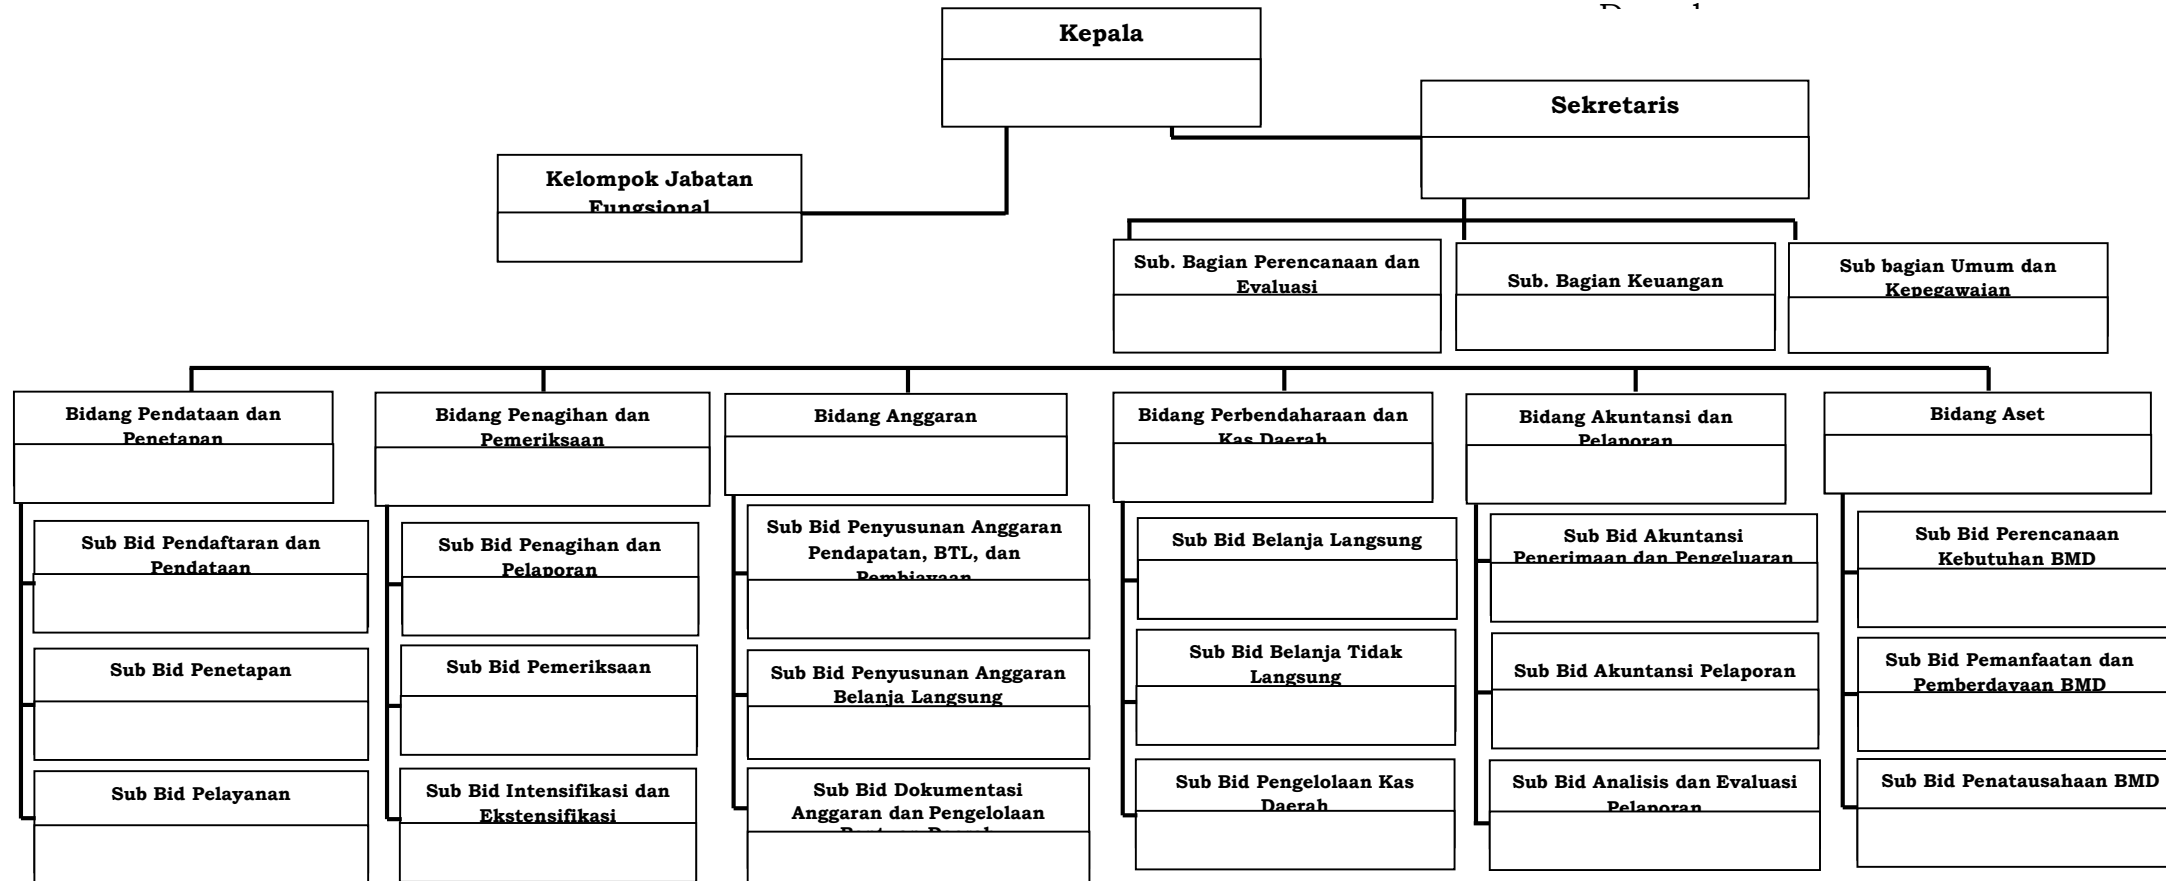 Kepala
Sekretaris
Kelompok Jabatan
Fungsional
Sub. Bagian Perencanaan dan
Evaluasi
Sub. Bagian Keuangan
Sub bagian Umum dan
Kepegawaian
Bidang Pendataan dan
Penetapan
Bidang Penagihan dan
Pemeriksaan
Bidang Anggaran
Bidang Perbendaharaan dan
Kas Daerah
Bidang Akuntansi dan
Pelaporan
Bidang Aset
Sub Bid Pendaftaran dan
Pendataan
Sub Bid Penetapan
Sub Bid Pelayanan
Sub Bid Penagihan dan
Pelaporan
Sub Bid Pemeriksaan
Sub Bid Intensifikasi dan
Ekstensifikasi
Sub Bid Penyusunan Anggaran
Pendapatan, BTL, dan
Pembiayaan
Sub Bid Penyusunan Anggaran
Belanja Langsung
Sub Bid Dokumentasi
Anggaran dan Pengelolaan
Sub Bid Belanja Langsung
Sub Bid Belanja Tidak
Langsung
Sub Bid Pengelolaan Kas
Daerah
Sub Bid Akuntansi
Penerimaan dan Pengeluaran
Sub Bid Akuntansi Pelaporan
Sub Bid Analisis dan Evaluasi
Pelaporan
Sub Bid Perencanaan
Kebutuhan BMD
Sub Bid Pemanfaatan dan
Pemberdayaan BMD
Sub Bid Penatausahaan BMD